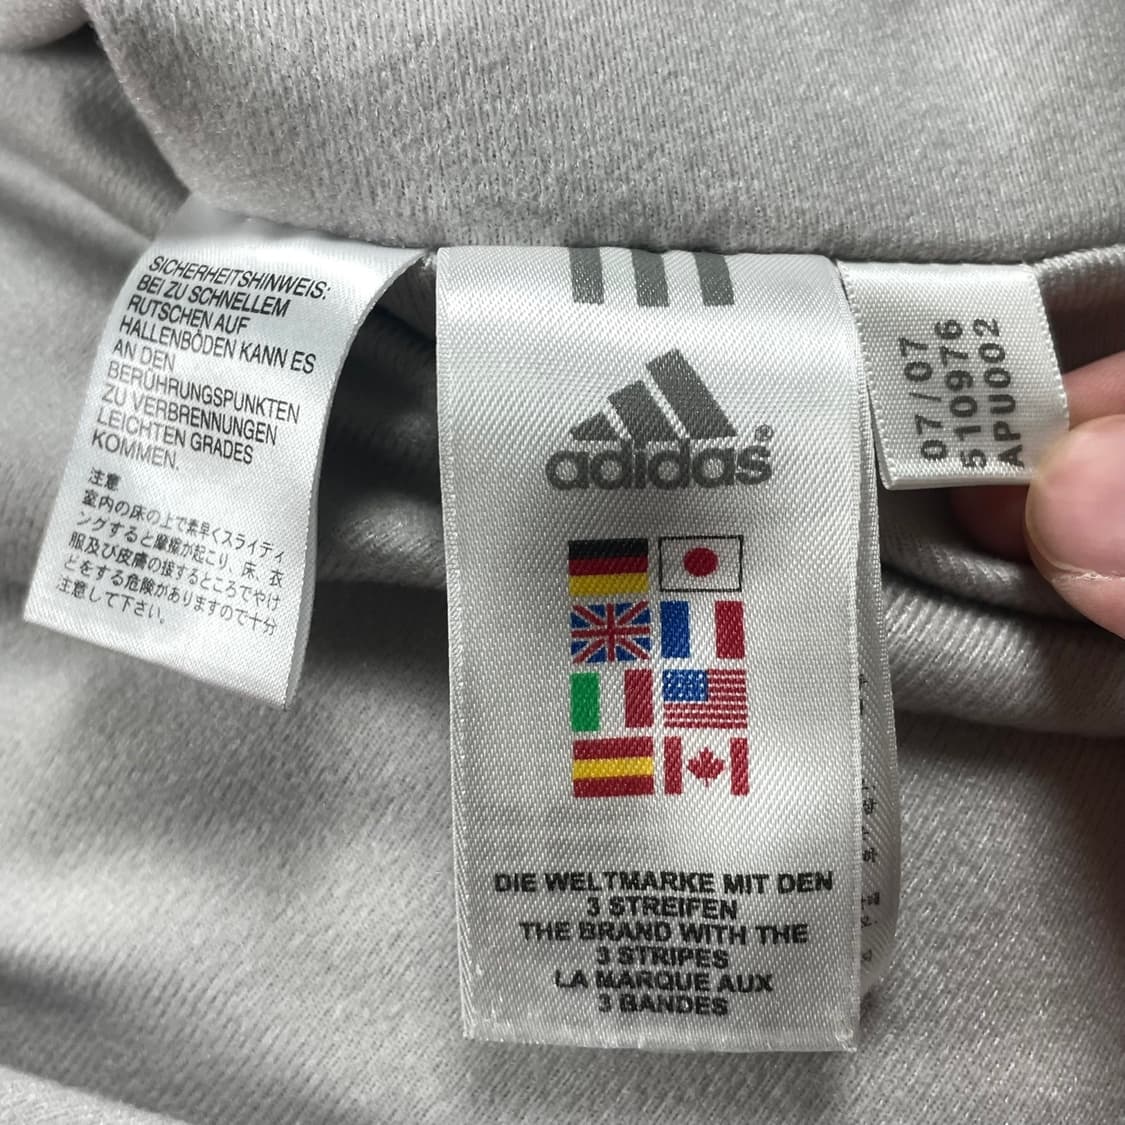 SICHERHEITSHINWEIS:
BEI ZU SCHNELLEM
RUTSCHEN AUF
HALLENBÖDEN KANN ES
AN DEN
BERÜHRUNGSPUNKTEN
ZU VERBRENNUNGEN
LEICHTEN GRADES
KOMMEN.
注意
室内の床の上で素早くスライディ
ングすると摩擦が起こり、床、衣
服及び皮膚の接するところでやけ
どをする危険がありますので十分
注意して下さい。
adidas®
DIE WELTMARKE MIT DEN
3 STREIFEN
THE BRAND WITH THE
3 STRIPES
LA MARQUE AUX
3 BANDES
07/07
510976
APU002